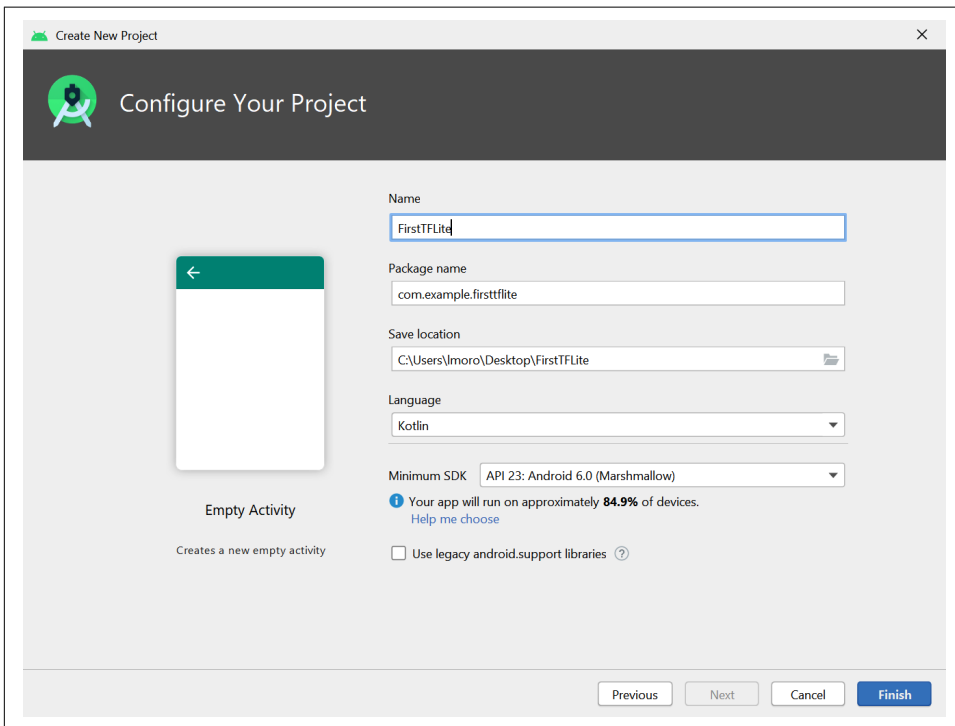 Create New Project
Configure Your Project
Name
FirstTFLite
Package name
com.example.firsttflite
Save location
C:\Users\lmoro\Desktop\FirstTFLite
Language
Kotlin
Minimum SDK API 23: Android 6.0 (Marshmallow)
Your app will run on approximately 84.9% of devices.
Help me choose
Use legacy android.support libraries ?
Empty Activity
Creates a new empty activity
Previous Next Cancel Finish